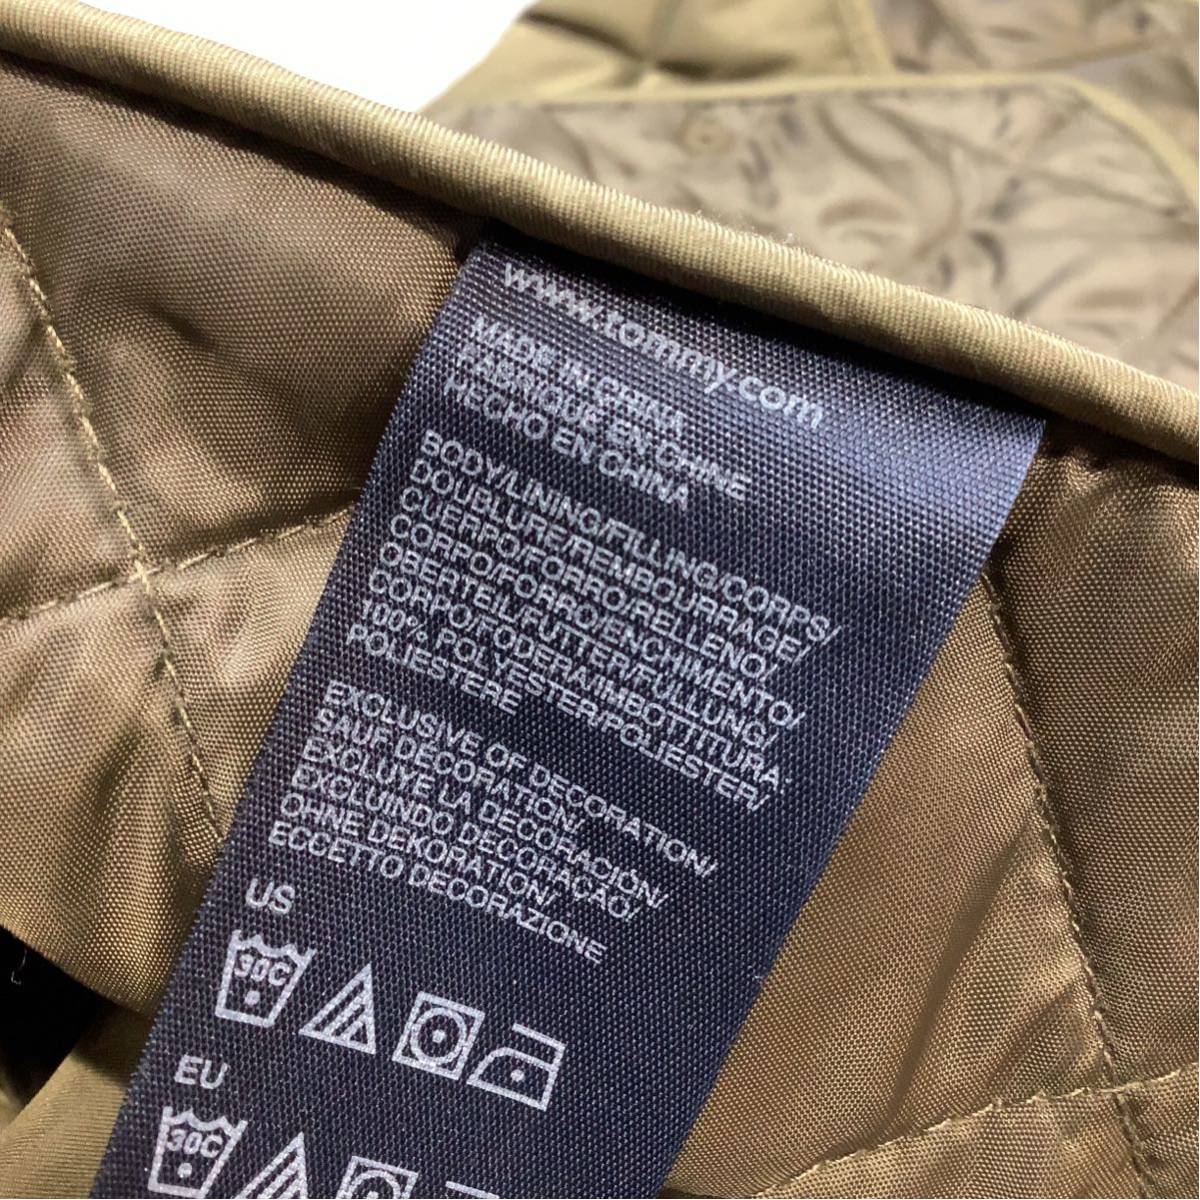 www.tommy.com
MADE IN CHINA
FABRIQUE EN CHINE
HECHO EN CHINA
BODY/LINING/FILLING/CORPS/
DOUBLURE/REMBOURRAGE/
CUERPO/FORRO/RELLENO/
CORPO/FORRO/ENCHIMENTO/
OBERTEIL/FUTTER/FÜLLUNG/
CORPO/FODERA/IMBOTTITURA:
100% POLYESTER/POLIESTER/
POLIESTERE
EXCLUSIVE OF DECORATION/
SAUF DÉCORATION/
EXCLUYE LA DECORACIÓN/
EXCLUINDO DECORAÇÃO/
OHNE DEKORATION/
ECCETTO DECORAZIONE
US
30C
EU
30C